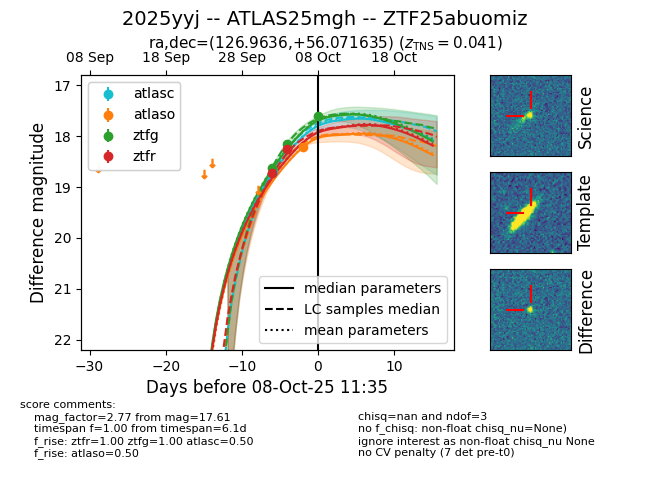 2025yyj -- ATLAS25mgh -- ZTF25abuomiz
ra,dec=(126.9636,+56.071635) (z_TNS = 0.041)
08 Sep 18 Sep 28 Sep 08 Oct 18 Oct
17
18
19
20
21
22
Difference magnitude
atlasc
atlaso
ztfg
ztfr
median parameters
LC samples median
mean parameters
−30 −20 −10 0 10
Days before 08-Oct-25 11:35
Science
Template
Difference
score comments:
mag_factor=2.77 from mag=17.61
timespan f=1.00 from timespan=6.1d
f_rise: ztfr=1.00 ztfg=1.00 atlasc=0.50
f_rise: atlaso=0.50
chisq=nan and ndof=3
no f_chisq: non-float chisq_nu=None)
ignore interest as non-float chisq_nu None
no CV penalty (7 det pre-t0)